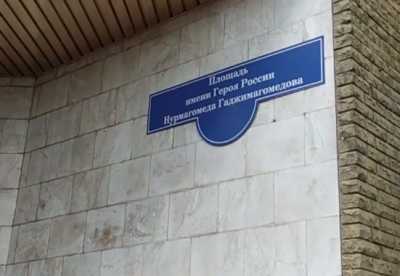 Площадь
имени Героя России
Нурмагомеда Гаджимагомедова